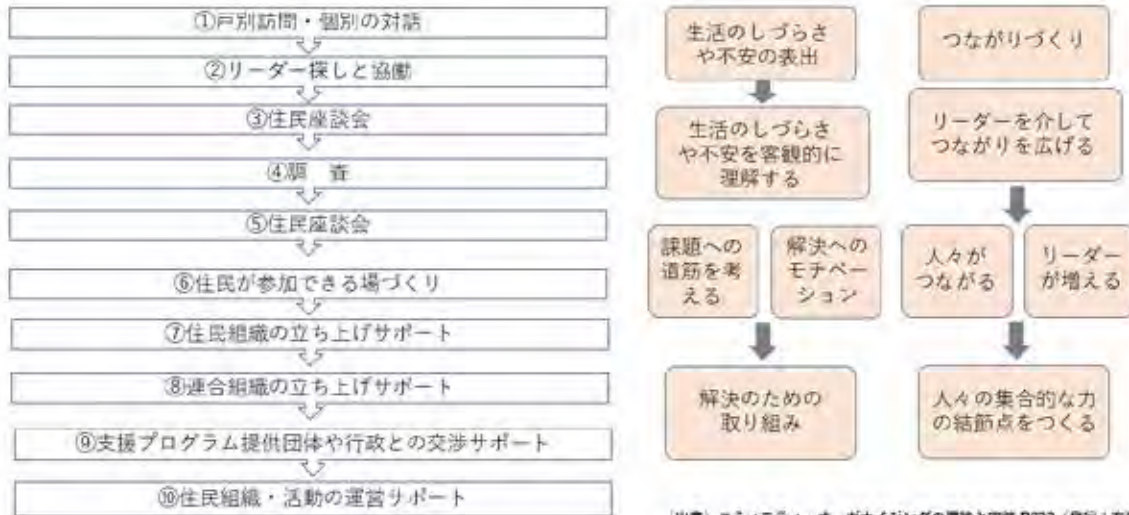 ①戸別訪問・個別の対話
②リーダー探しと協働
③住民座談会
④調　査
⑤住民座談会
⑥住民が参加できる場づくり
⑦住民組織の立ち上げサポート
⑧連合組織の立ち上げサポート
⑨支援プログラム提供団体や行政との交渉サポート
⑩住民組織・活動の運営サポート
生活のしづらさ
や不安の表出
生活のしづらさ
や不安を客観的に
理解する
課題への
道筋を考
える
解決への
モチベー
ション
解決のための
取り組み
つながりづくり
リーダーを介して
つながりを広げる
人々が
つながる
リーダー
が増える
人々の集合的な力
の結節点をつくる